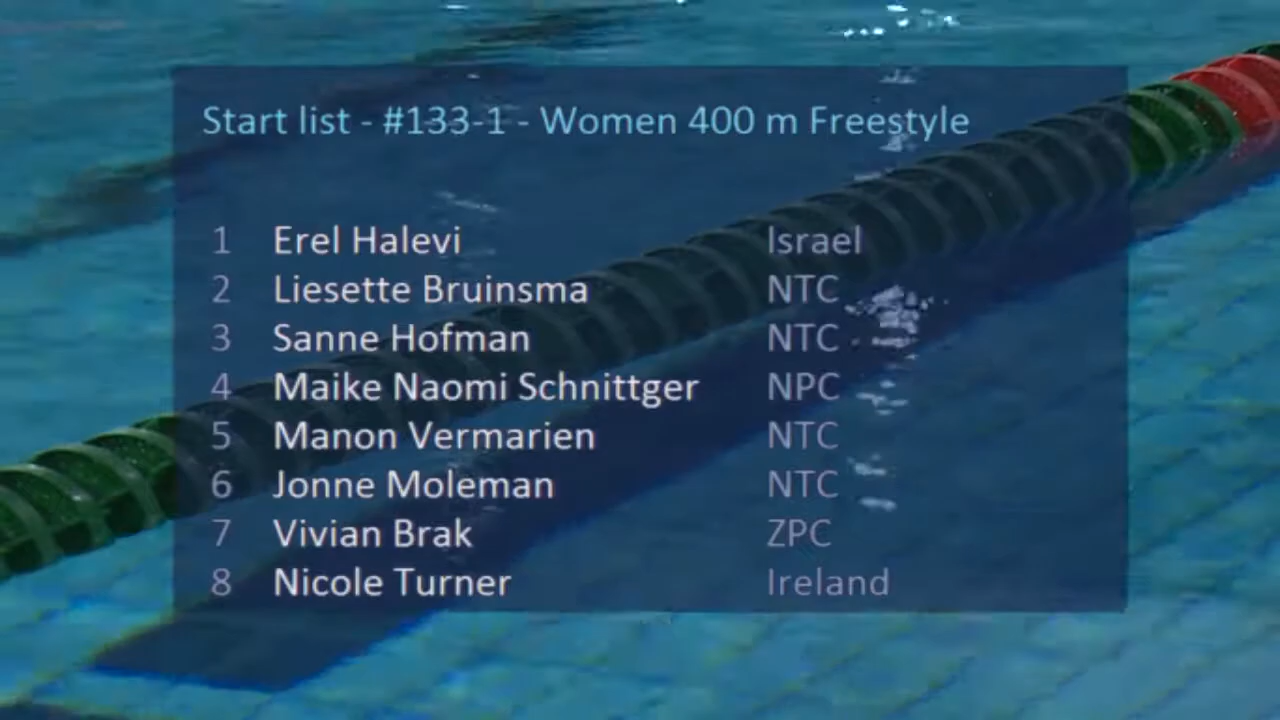 Start list - #133-1 - Women 400 m Freestyle
1 Erel Halevi Israel
2 Liesette Bruinsma NTC
3 Sanne Hofman NTC
4 Maike Naomi Schnittger NPC
5 Manon Vermarien NTC
6 Jonne Moleman NTC
7 Vivian Brak ZPC
8 Nicole Turner Ireland